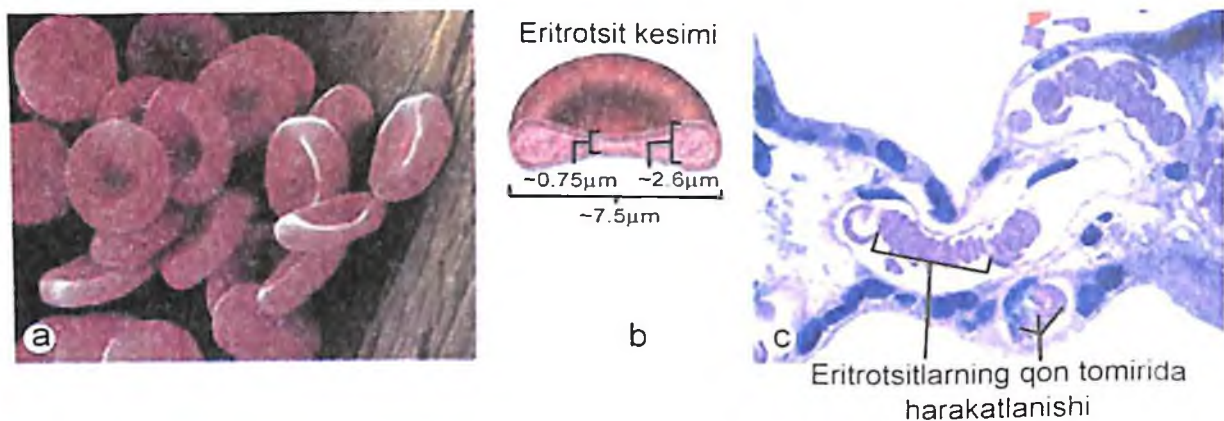 Eritrotsit kesimi
~0.75µm ~2.6µm
~7.5µm
a
b
c
Eritrotsitlarning qon tomirida
harakatlanishi